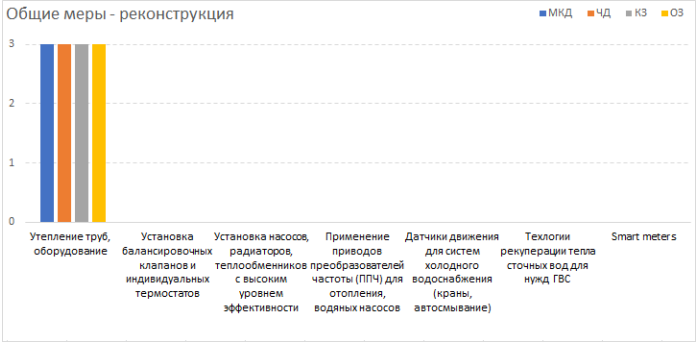 Общие меры - реконструкция
МКД ЧД КЗ ОЗ
3
2
1
0
Утепление труб,
оборудование
Установка
балансировочных
клапанов и
индивидуальных
термостатов
Установка насосов,
радиаторов,
теплообменников
с высоким
уровнем
эффективности
Применение
приводов
преобразователей
частоты (ППЧ) для
отопления,
водяных насосов
Датчики движения
для систем
холодного
водоснабжения
(краны,
автосмывание)
Техлогии
рекуперации тепла
сточных вод для
нужд ГВС
Smart meters